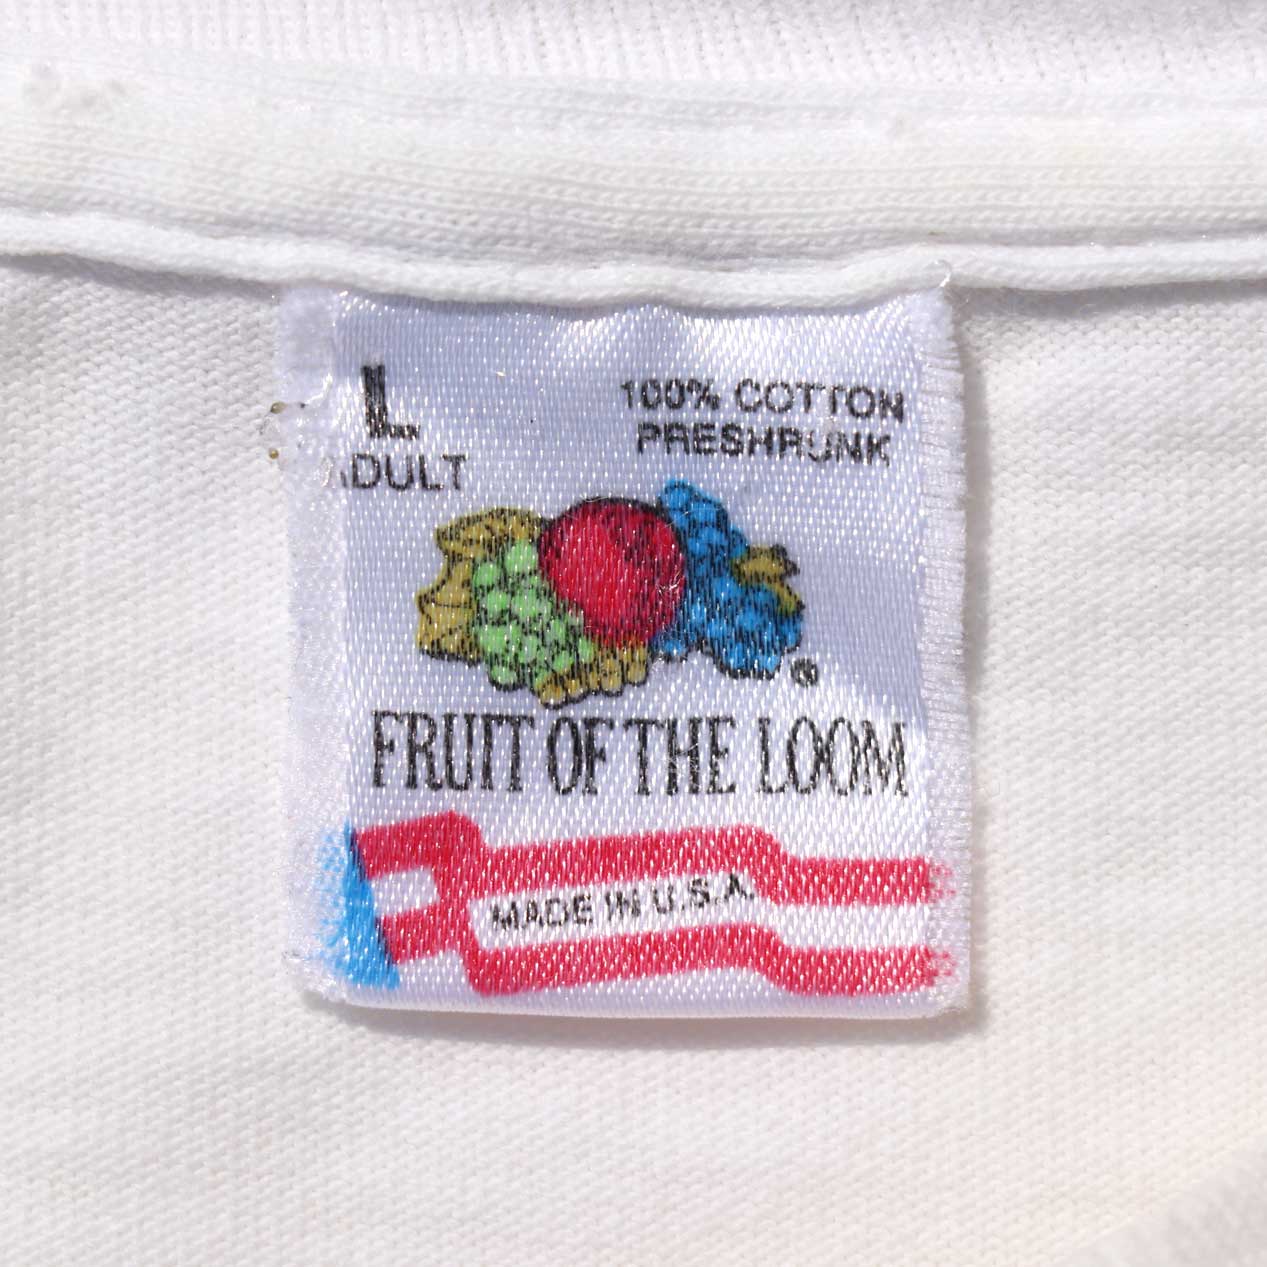 L
ADULT
100% COTTON
PRESHRUNK
®
FRUIT OF THE LOOM
MADE IN U.S.A.